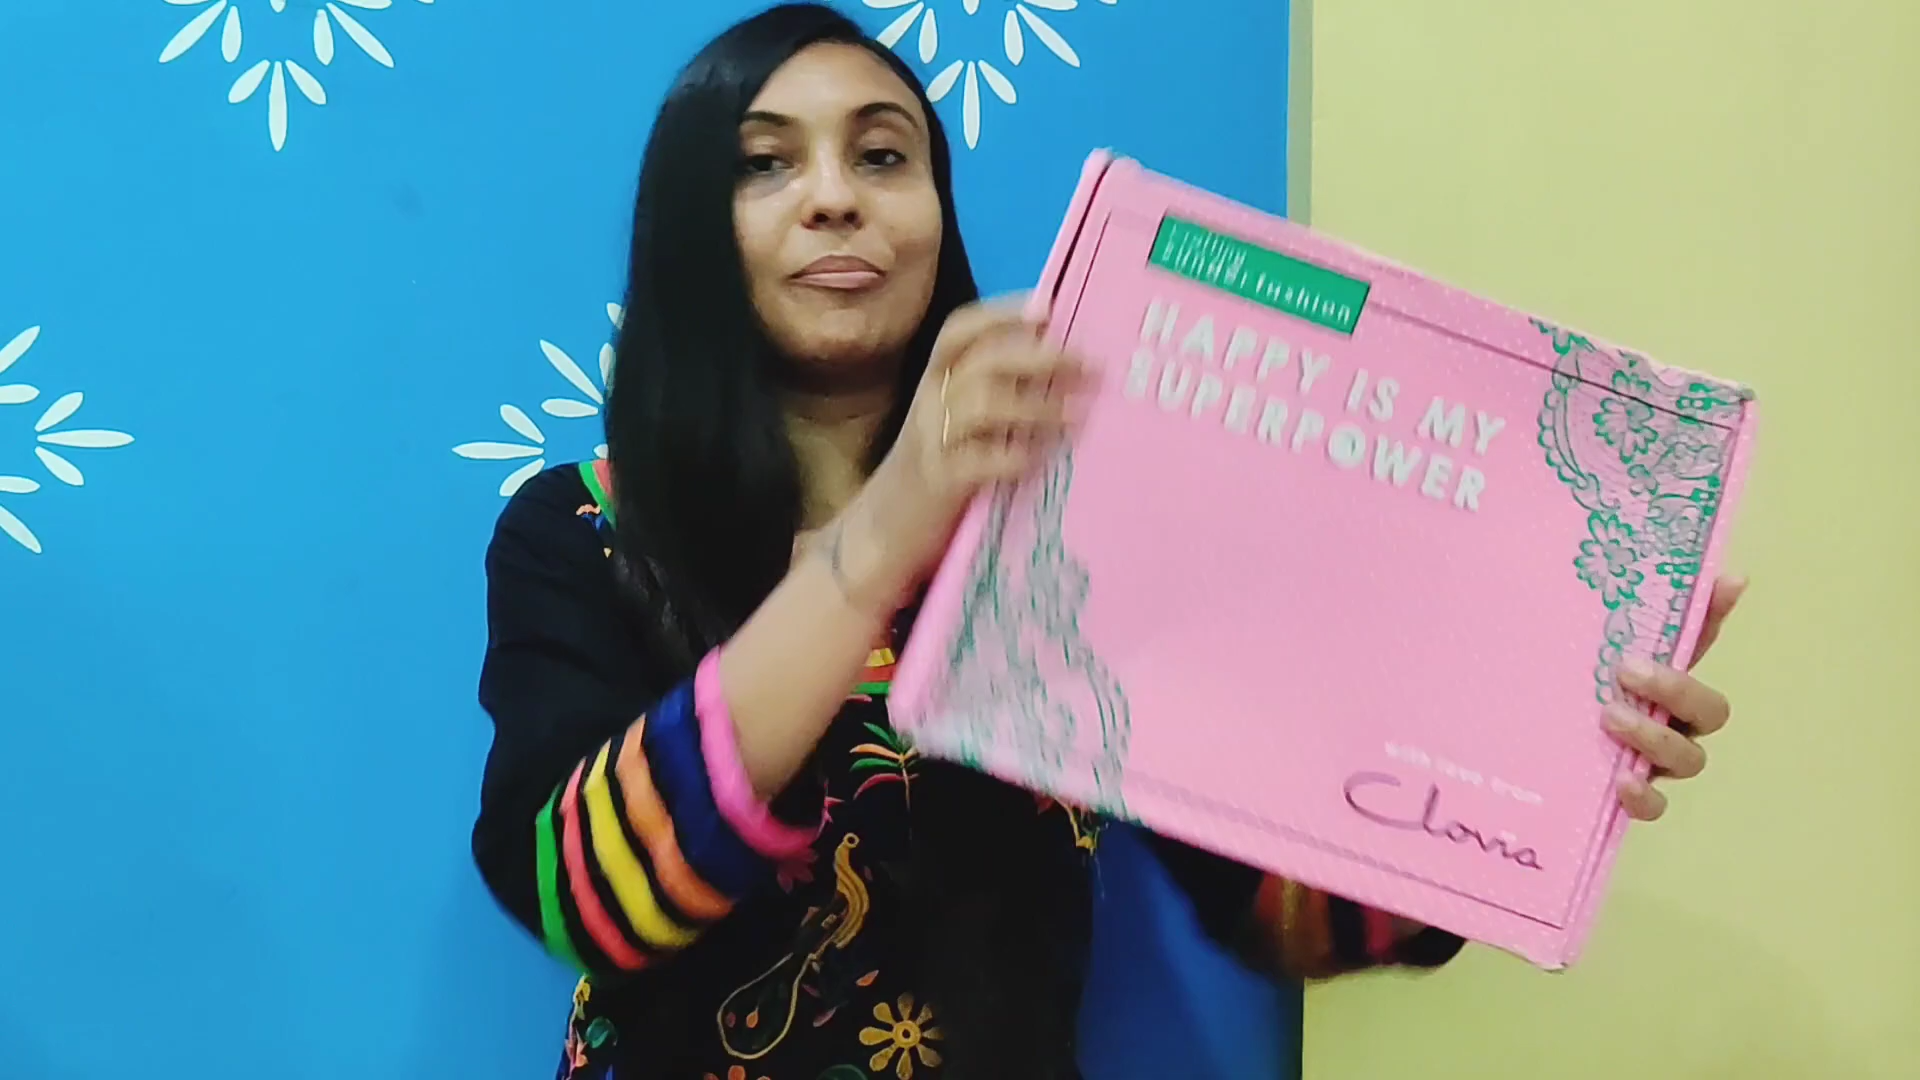 fashion
HAPPY IS MY
SUPERPOWER
with love from
Clovia